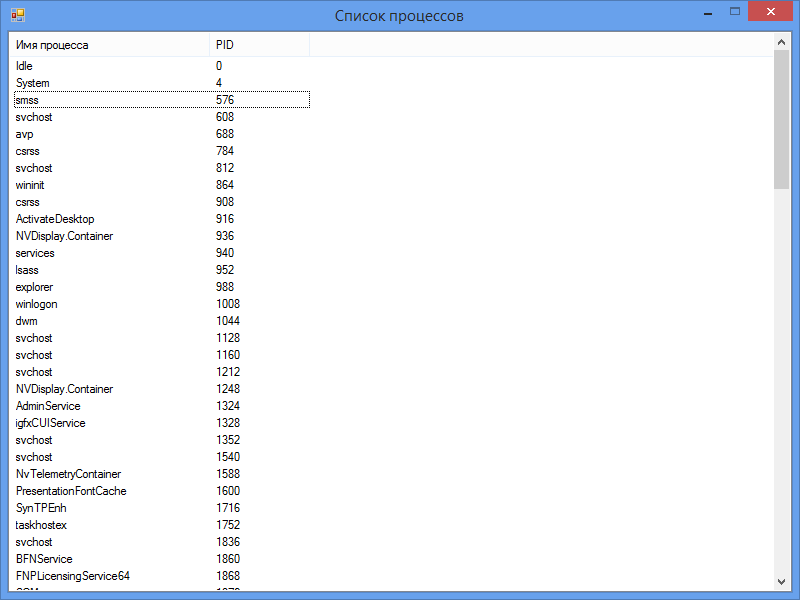 Список процессов
Имя процесса PID
Idle 0
System 4
smss 576
svchost 608
avp 688
csrss 784
svchost 812
wininit 864
csrss 908
ActivateDesktop 916
NVDisplay.Container 936
services 940
lsass 952
explorer 988
winlogon 1008
dwm 1044
svchost 1128
svchost 1160
svchost 1212
NVDisplay.Container 1248
AdminService 1324
igfxCUIService 1328
svchost 1352
svchost 1540
NvTelemetryContainer 1588
PresentationFontCache 1600
SynTPEnh 1716
taskhostex 1752
svchost 1836
BFNService 1860
FNPLicensingService64 1868